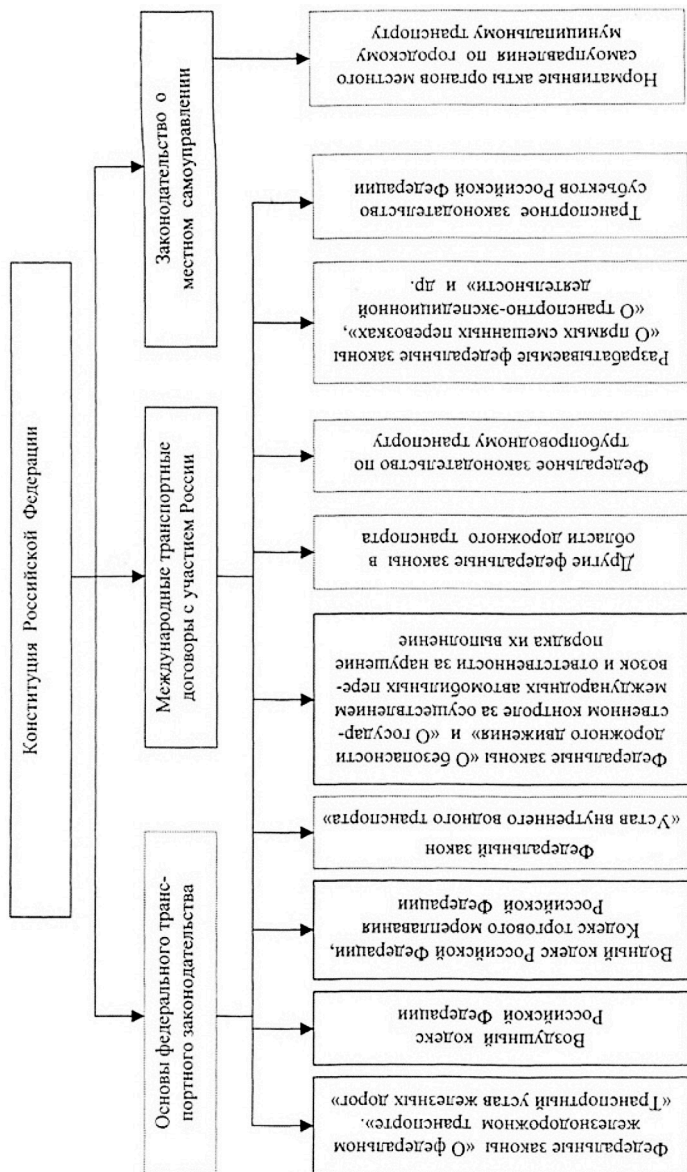 Конституция Российской Федерации
Основы федерального транс-
портного законодательства
Международные транспортные
договоры с участием России
Законодательство о
местном самоуправлении
Федеральные законы «О федеральном
железнодорожном транспорте».
«Транспортный устав железных дорог»
Воздушный кодекс
Российской Федерации
Водный кодекс Российской Федерации,
Кодекс торгового мореплавания
Российской Федерации
Федеральный закон
«Устав внутреннего водного транспорта»
Федеральные законы «О безопасности
дорожного движения» и «О государ-
ственном контроле за осуществлением
международных автомобильных пере-
возок и ответственности за нарушение
порядка их выполнение
Другие федеральные законы в
области дорожного транспорта
Федеральное законодательство по
трубопроводному транспорту
Разрабатываемые федеральные законы
«О прямых смешанных перевозках»,
«О транспортно-экспедиционной
деятельности» и др.
Транспортное законодательство
субъектов Российской Федерации
Нормативные акты органов местного
самоуправления по городскому
муниципальному транспорту